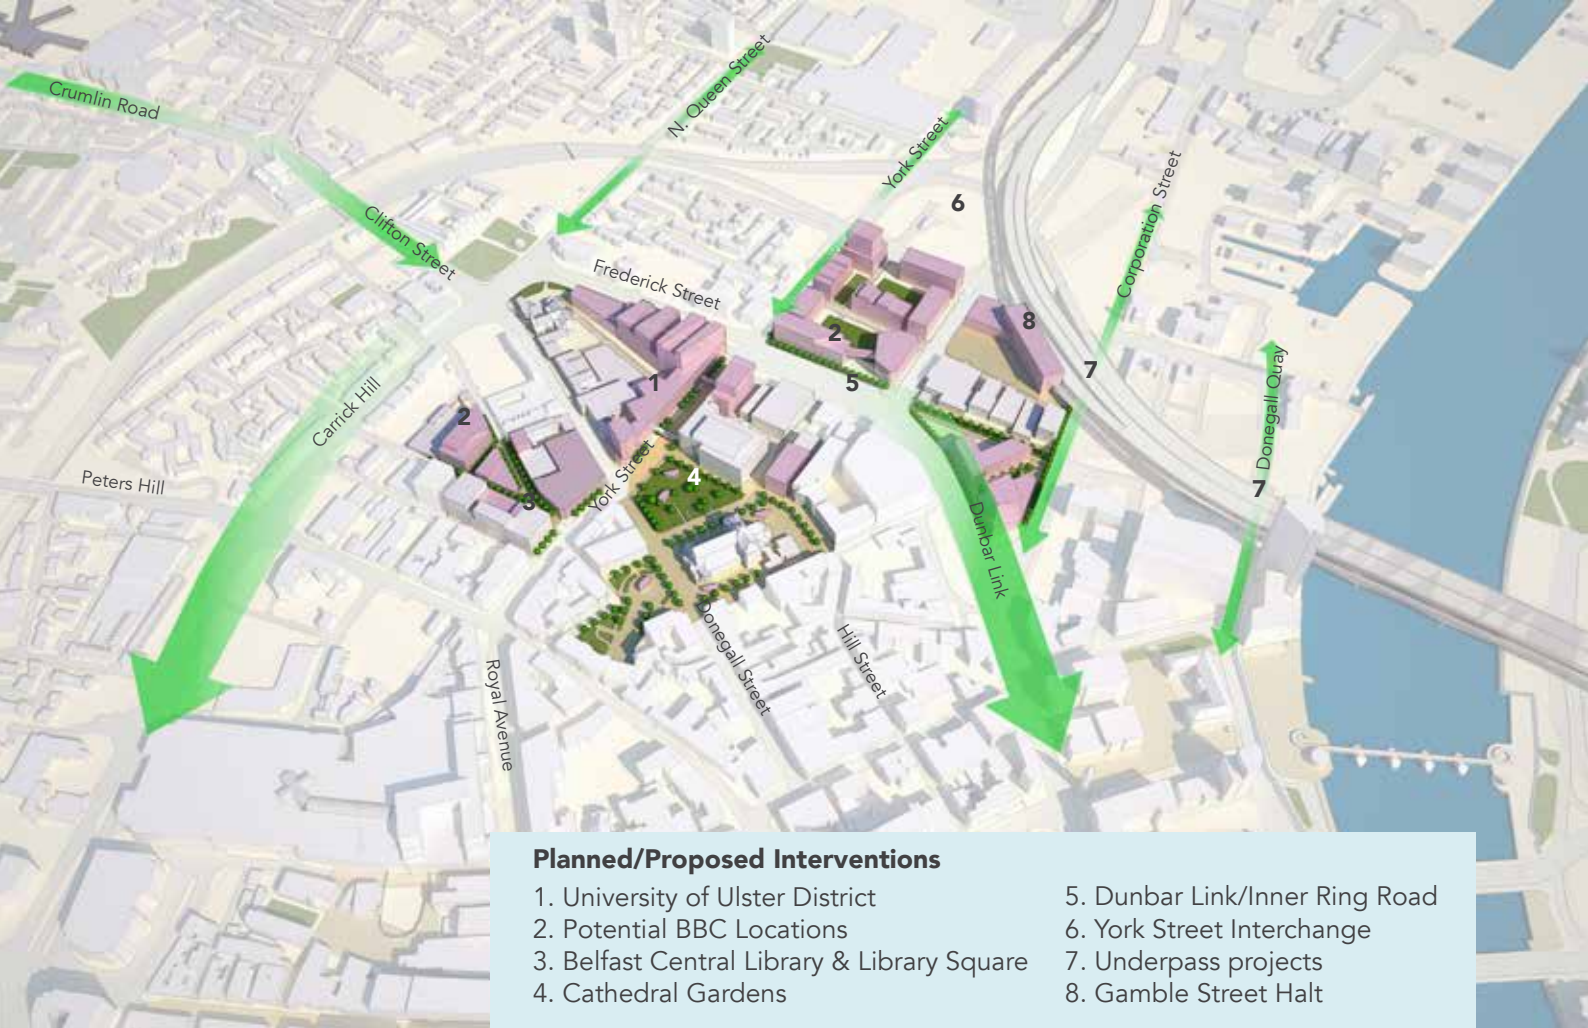 Crumlin Road
N. Queen Street
York Street
6
Corporation Street
Clifton Street
Frederick Street
2
8
7
5
1
Donegall Quay
Carrick Hill
2
Peters Hill
York Street
4
3
7
Dunbar Link
Donegall Street
Hill Street
Royal Avenue
Planned/Proposed Interventions
1. University of Ulster District
2. Potential BBC Locations
3. Belfast Central Library & Library Square
4. Cathedral Gardens
5. Dunbar Link/Inner Ring Road
6. York Street Interchange
7. Underpass projects
8. Gamble Street Halt